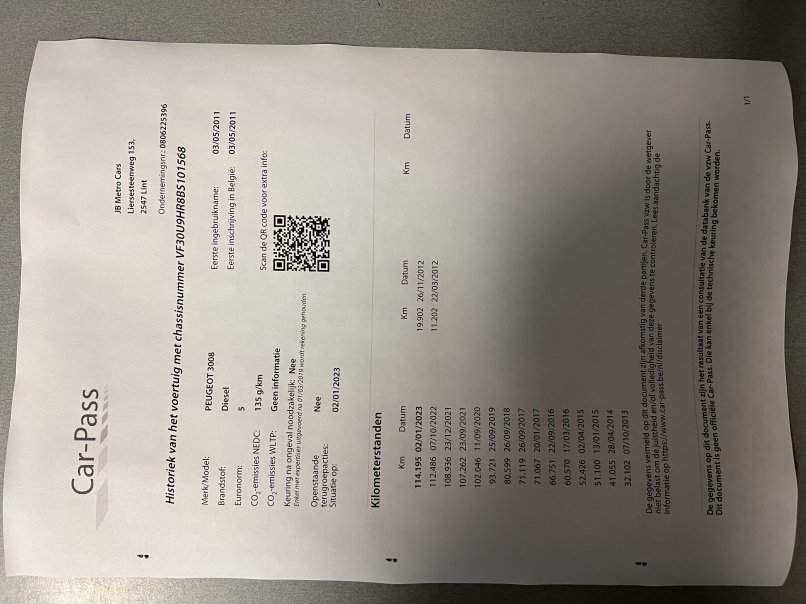 Car-Pass
JB Metro Cars
Liersesteenweg 153,
2547 Lint
Ondernemingsnr.: 0806225396
Historiek van het voertuig met chassisnummer VF30U9HR8BS101568
Merk/Model: PEUGEOT 3008
Brandstof: Diesel
Euronorm: 5
CO2-emissies NEDC: 135 g/km
CO2-emissies WLTP: Geen informatie
Keuring na ongeval noodzakelijk: Nee
Enkel met expertises uitgevoerd na 01/03/2019 wordt rekening gehouden.
Openstaande
terugroepacties: Nee
Situatie op: 02/01/2023
Eerste ingebruikname: 03/05/2011
Eerste inschrijving in België: 03/05/2011
Scan de QR code voor extra info:
Kilometerstanden
Km Datum
114.195 02/01/2023
112.486 07/10/2022
108.936 23/12/2021
107.262 23/09/2021
102.046 11/09/2020
93.721 25/09/2019
80.599 26/09/2018
71.119 26/09/2017
71.067 20/01/2017
66.751 22/09/2016
60.570 17/03/2016
52.426 02/04/2015
51.100 13/01/2015
41.055 28/04/2014
32.102 07/10/2013
Km Datum
19.902 26/11/2012
11.202 22/03/2012
Km Datum
De gegevens vermeld op dit document zijn afkomstig van derde partijen. Car-Pass vzw is door de wetgever
niet belast om de juistheid en/of volledigheid van deze gegevens te controleren. Lees aandachtig de
informatie op https://www.car-pass.be/nl/disclaimer
De gegevens op dit document zijn het resultaat van een consultatie van de databank van de vzw Car-Pass.
Dit document is geen officiële Car-Pass. Die kan enkel bij de technische keuring bekomen worden.
1/1